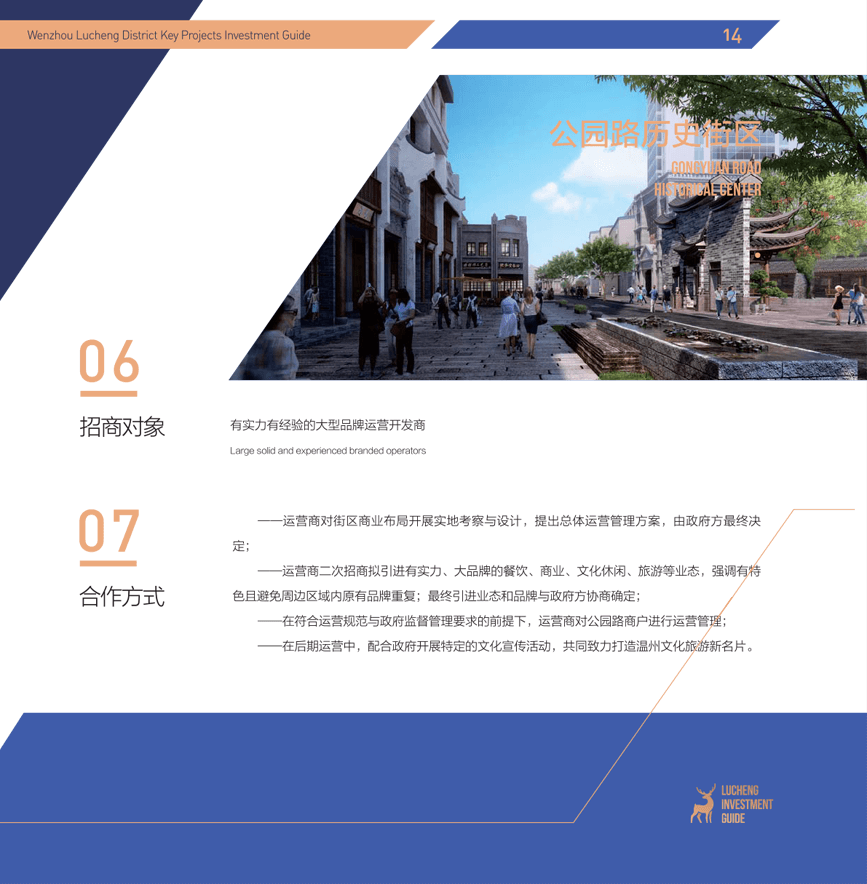 Wenzhou Lucheng District Key Projects Investment Guide
14
公园路历史街区
GONGYUAN ROAD
HISTORICAL CENTER
06
招商对象
有实力有经验的大型品牌运营开发商
Large solid and experienced branded operators
07
合作方式
——运营商对街区商业布局开展实地考察与设计，提出总体运营管理方案，由政府方最终决
定；
——运营商二次招商拟引进有实力、大品牌的餐饮、商业、文化休闲、旅游等业态，强调有特
色且避免周边区域内原有品牌重复；最终引进业态和品牌与政府方协商确定；
——在符合运营规范与政府监督管理要求的前提下，运营商对公园路商户进行运营管理；
——在后期运营中，配合政府开展特定的文化宣传活动，共同致力打造温州文化旅游新名片。
LUCHENG
INVESTMENT
GUIDE